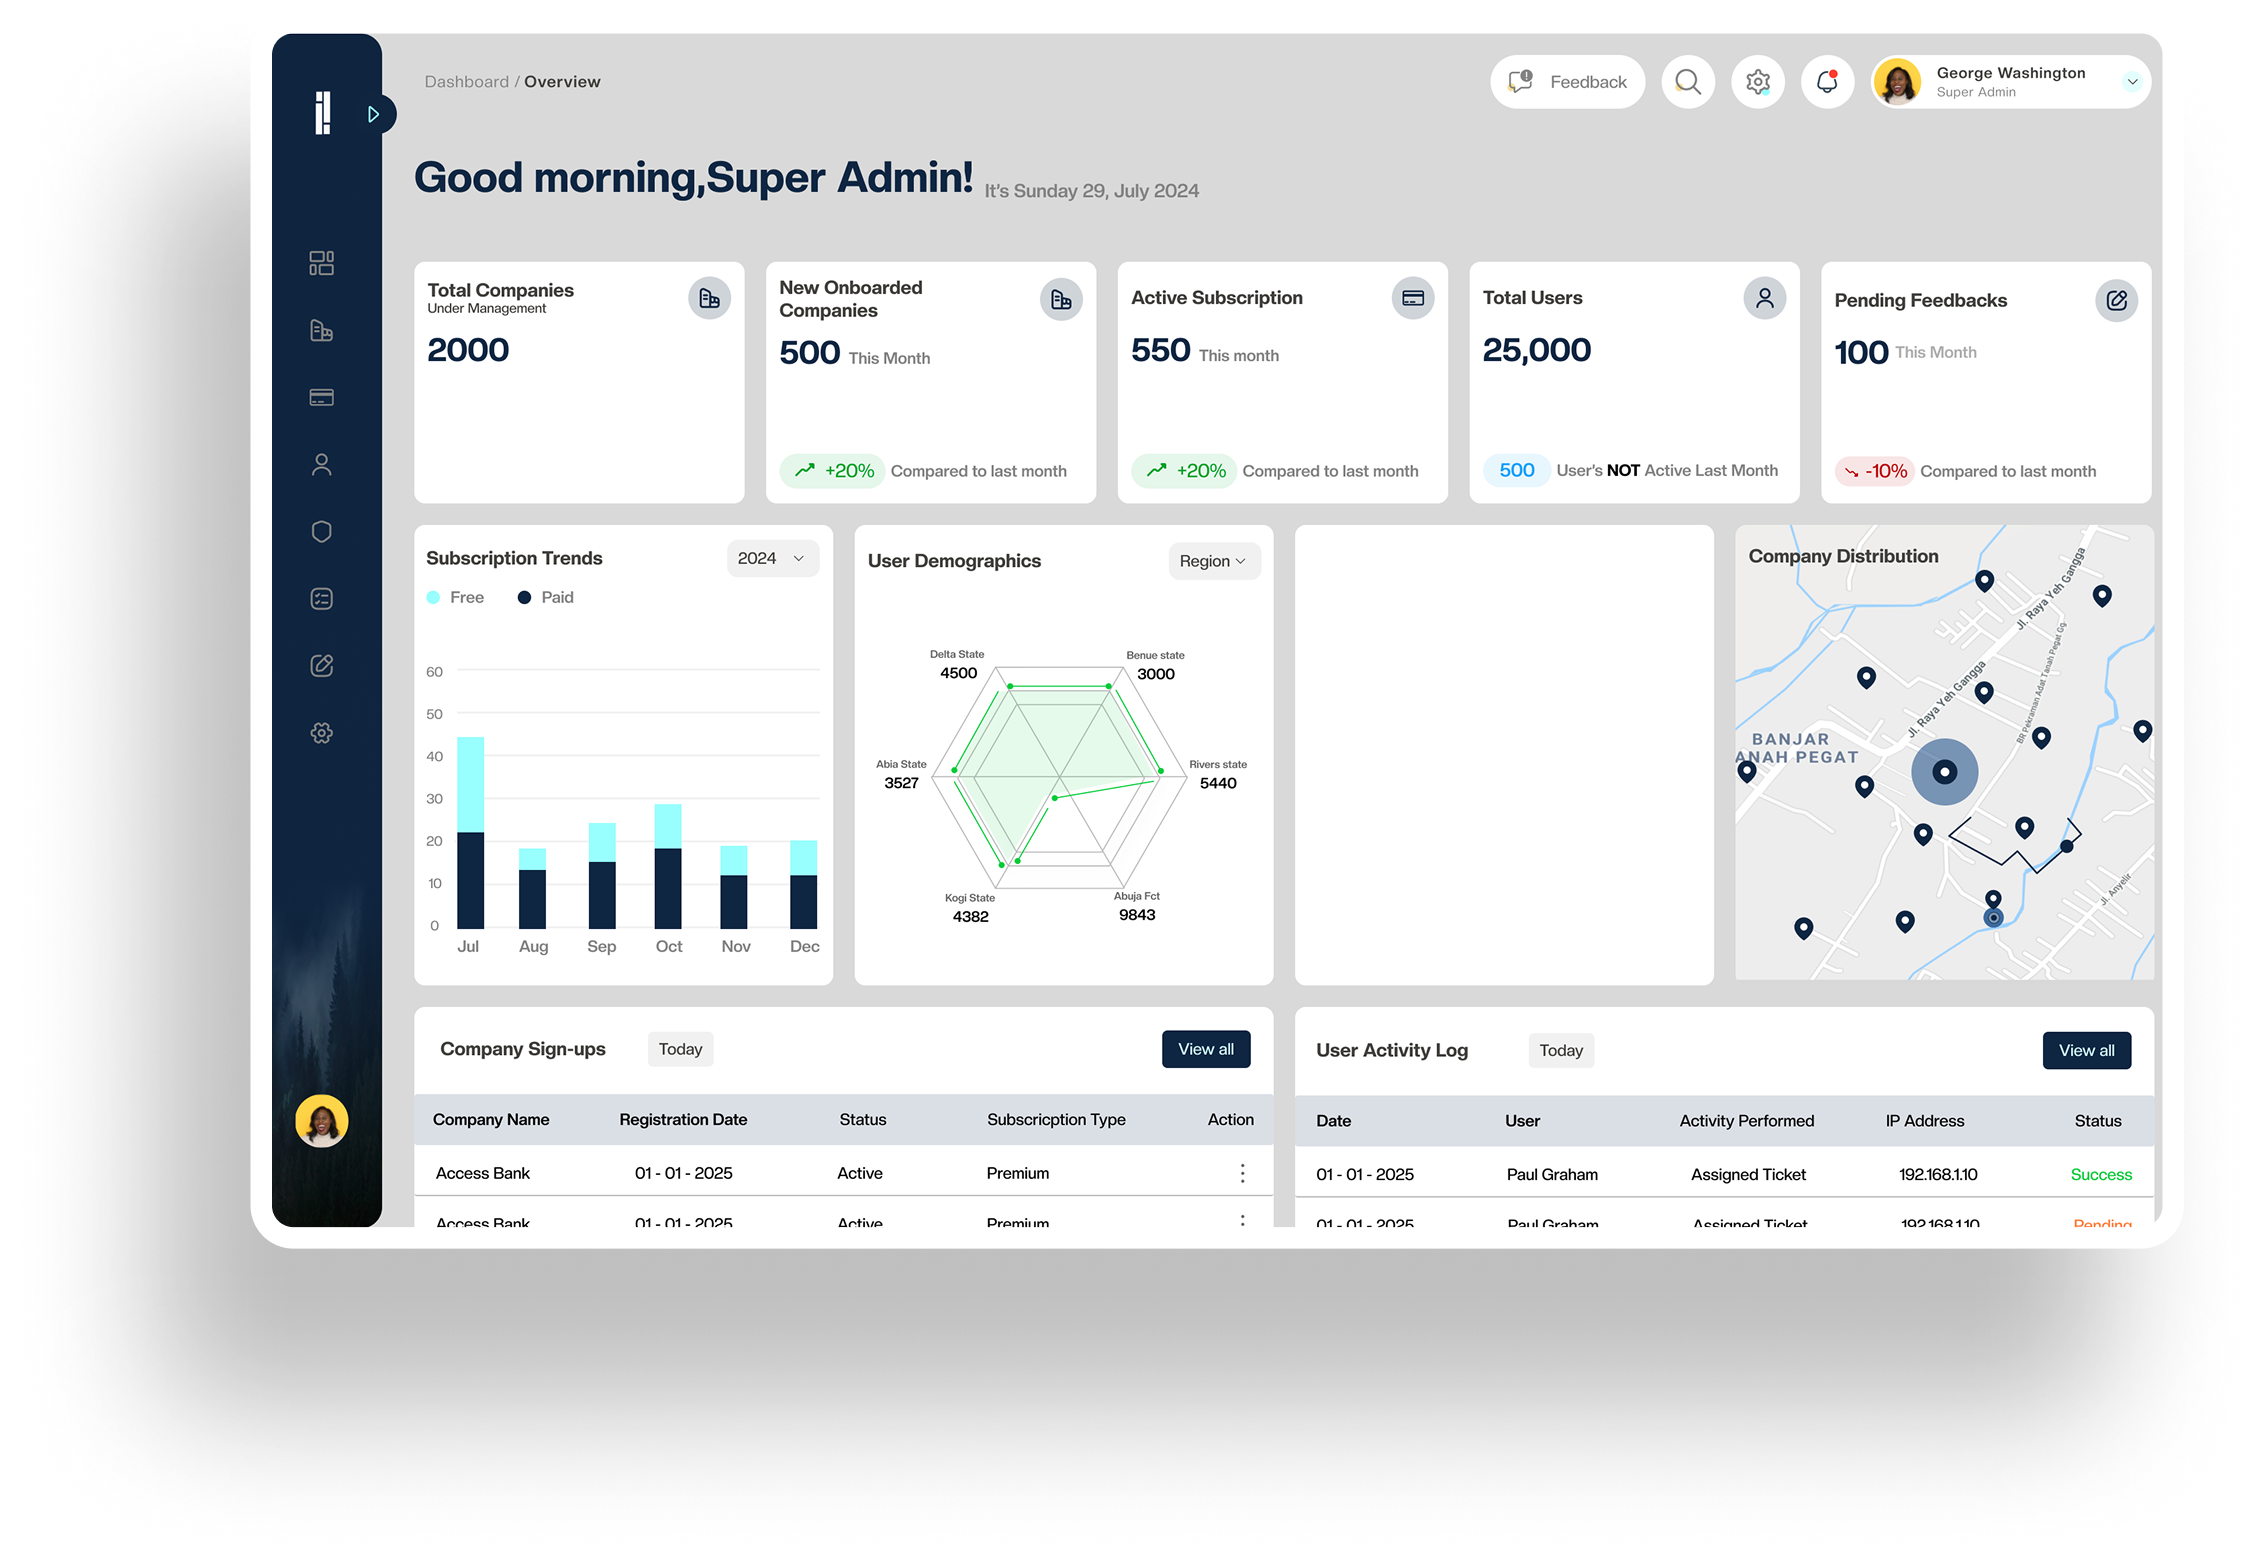 Dashboard / Overview
Feedback
George Washington
Super Admin
Good morning,Super Admin! It's Sunday 29, July 2024
Total Companies
Under Management
2000
New Onboarded
Companies
500 This Month
+20% Compared to last month
Active Subscription
550 This month
+20% Compared to last month
Total Users
25,000
500 User's NOT Active Last Month
Pending Feedbacks
100 This Month
-10% Compared to last month
Subscription Trends
2024
Free
Paid
60
50
40
30
20
10
0
Jul
Aug
Sep
Oct
Nov
Dec
User Demographics
Region
Delta State
4500
Benue state
3000
Abia State
3527
Rivers state
5440
Kogi State
4382
Abuja Fct
9843
Company Distribution
Jl. Raya Yeh Gangga
Jl. Raya Yeh Gangga
BR Pekraman Adat Tanah Pegat Gg.
BANJAR
ANAH PEGAT
Jl. Anyelir
Company Sign-ups
Today
View all
Company Name
Registration Date
Status
Subscricption Type
Action
Access Bank
01 - 01 - 2025
Active
Premium
Access Bank
01 - 01 - 2025
Active
Premium
User Activity Log
Today
View all
Date
User
Activity Performed
IP Address
Status
01 - 01 - 2025
Paul Graham
Assigned Ticket
192.168.1.10
Success
01 - 01 - 2025
Paul Graham
Assigned Ticket
192.168.1.10
Pending